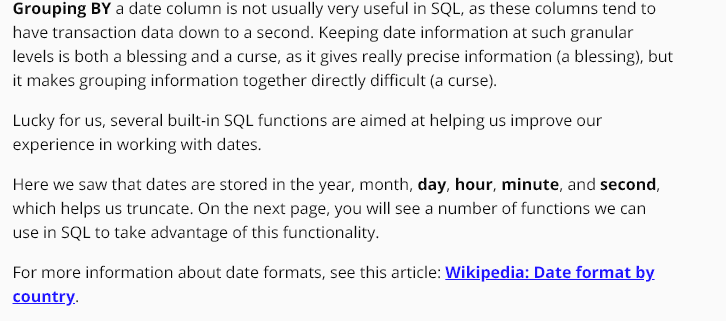 Grouping BY a date column is not usually very useful in SQL, as these columns tend to
have transaction data down to a second. Keeping date information at such granular
levels is both a blessing and a curse, as it gives really precise information (a blessing), but
it makes grouping information together directly difficult (a curse).
Lucky for us, several built-in SQL functions are aimed at helping us improve our
experience in working with dates.
Here we saw that dates are stored in the year, month, day, hour, minute, and second,
which helps us truncate. On the next page, you will see a number of functions we can
use in SQL to take advantage of this functionality.
For more information about date formats, see this article: Wikipedia: Date format by
country.